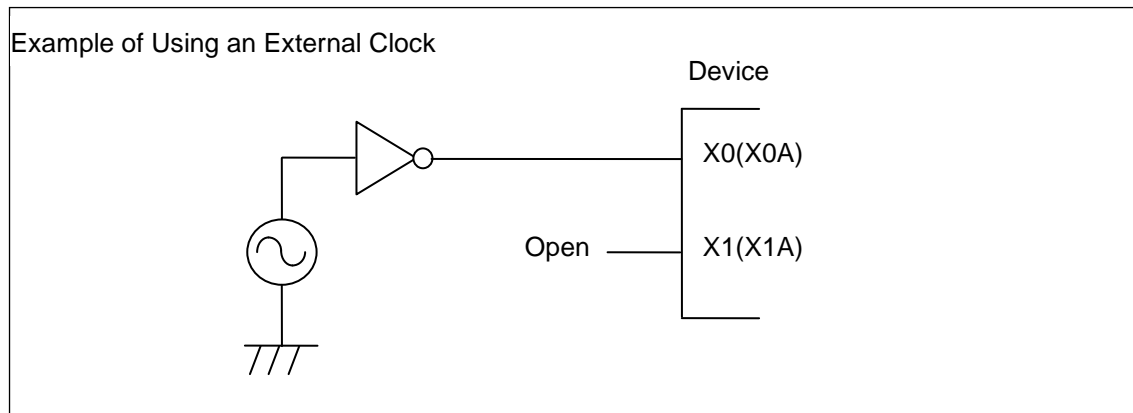 Example of Using an External Clock
Device
X0(X0A)
Open
X1(X1A)